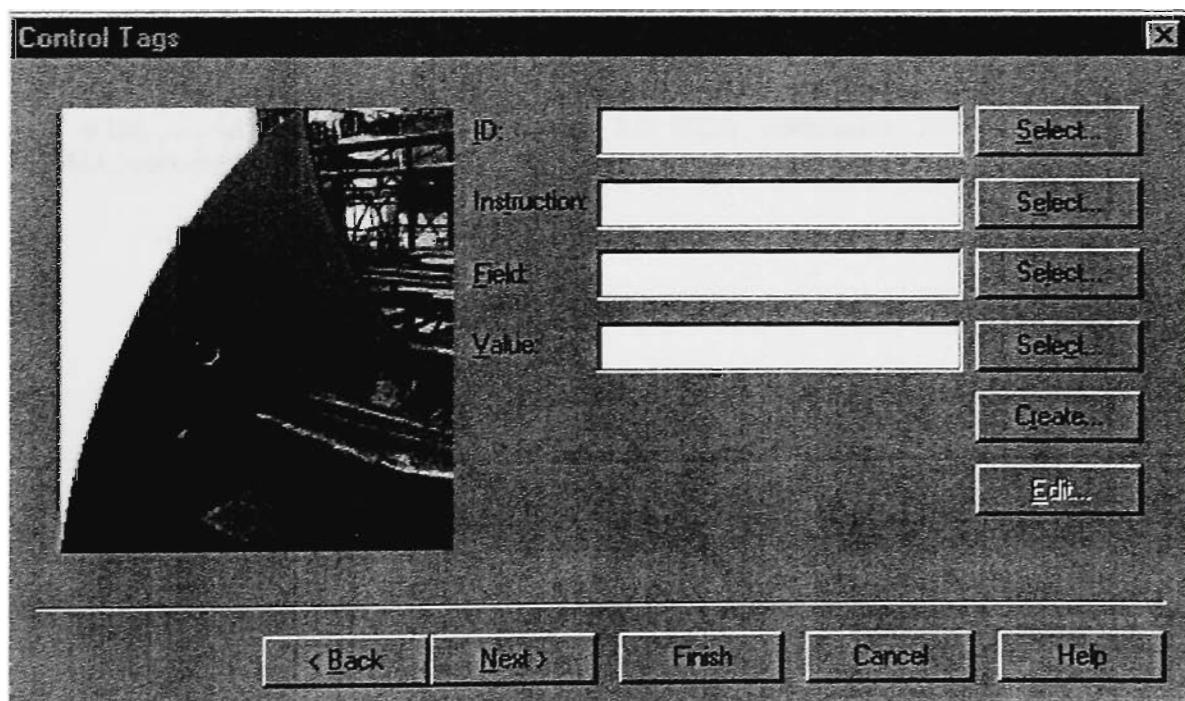 Control Tags
ID:
Select...
Instruction:
Select...
Field:
Select...
Value:
Select...
Create...
Edit...
< Back
Next >
Finish
Cancel
Help